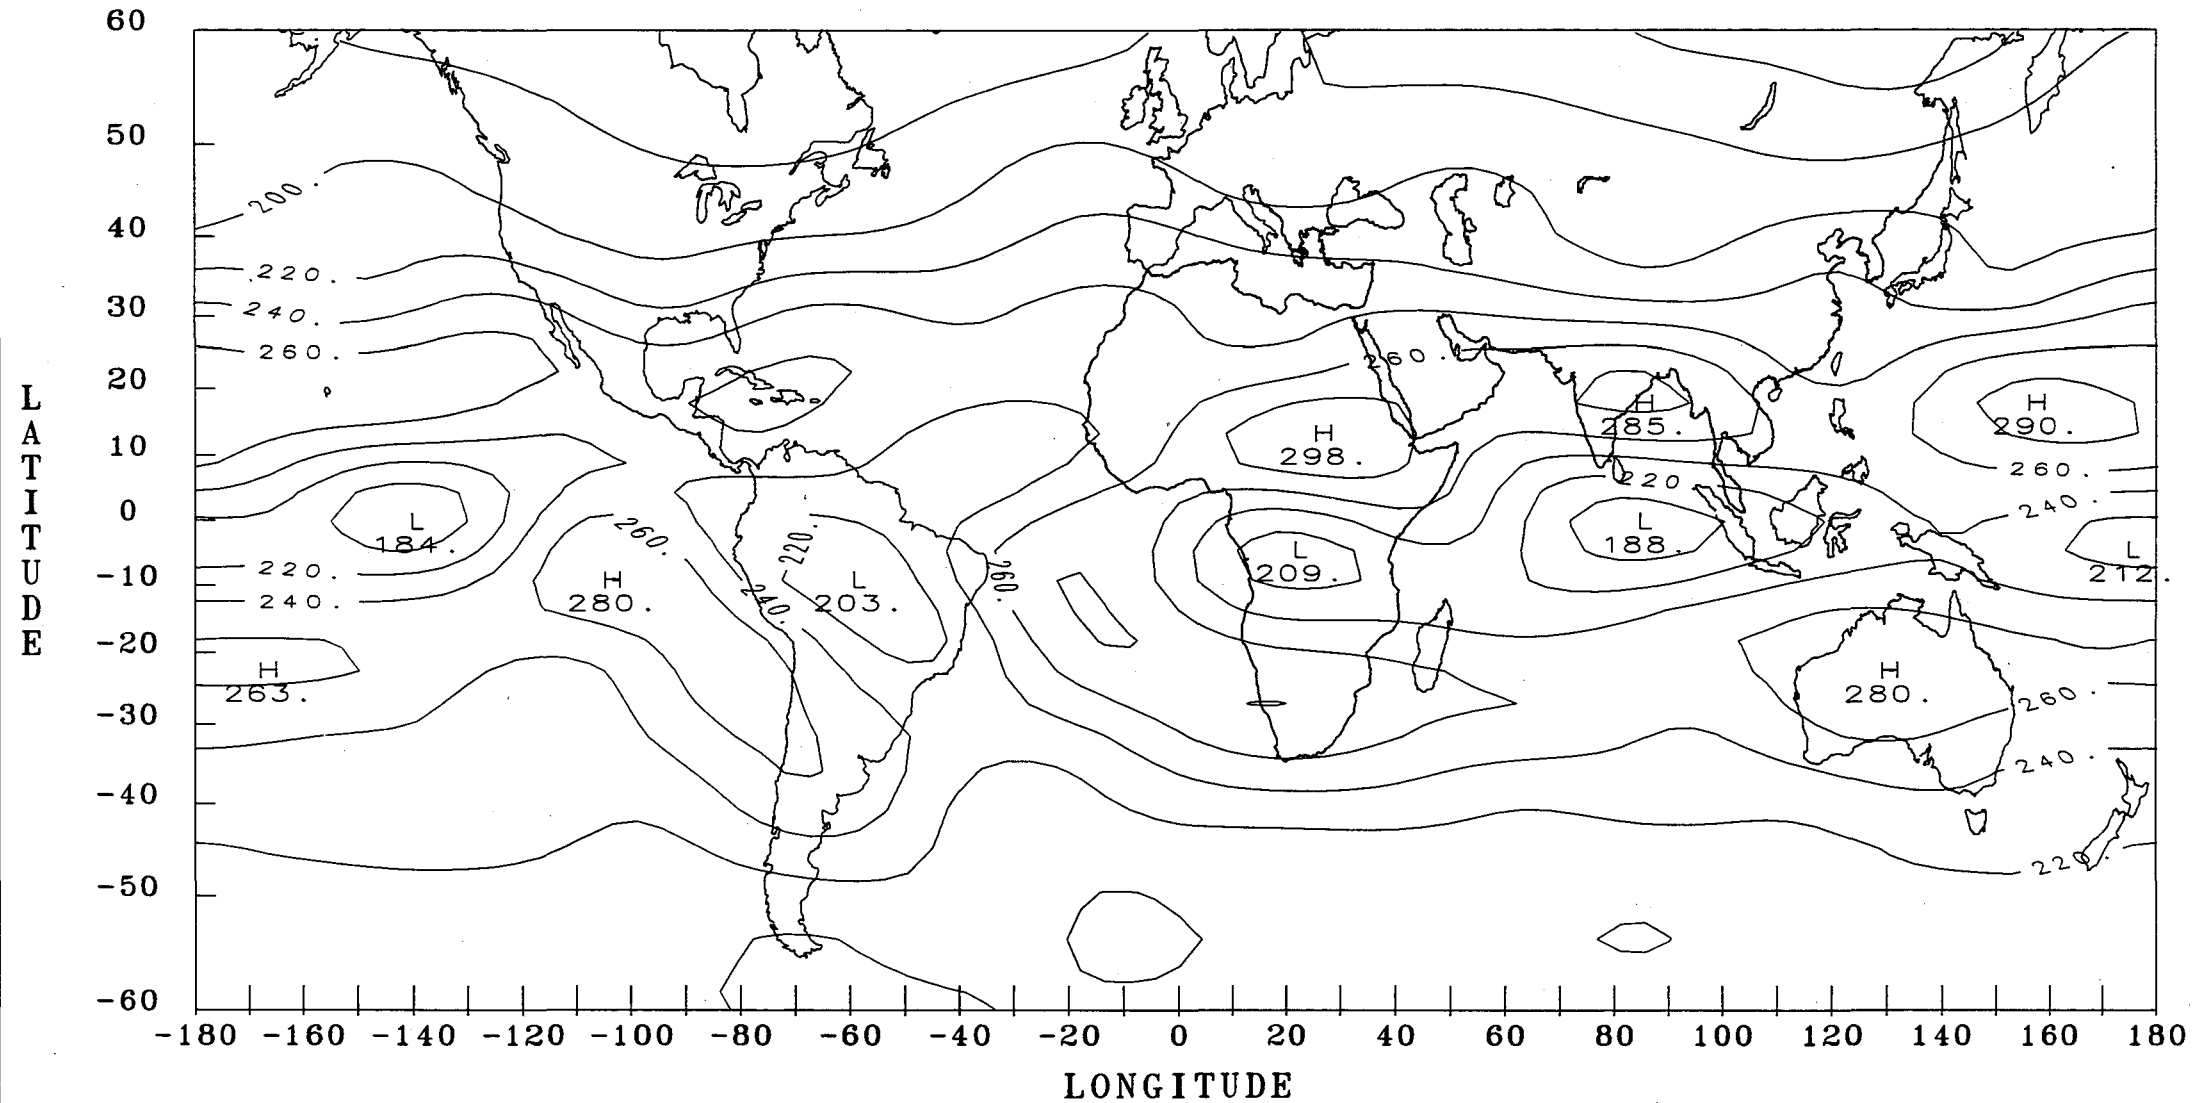 60
50
40
30
20
10
0
-10
-20
-30
-40
-50
-60
LATITUDE
200.
220.
240.
260.
260.
H
298.
H
285.
H
290.
260.
220
240.
L
184.
260.
220.
L
188.
L
209.
L
212.
220.
240.
H
280.
240.
L
203.
260.
H
263.
H
280.
260.
240.
220.
-180 -160 -140 -120 -100 -80 -60 -40 -20 0 20 40 60 80 100 120 140 160 180
LONGITUDE